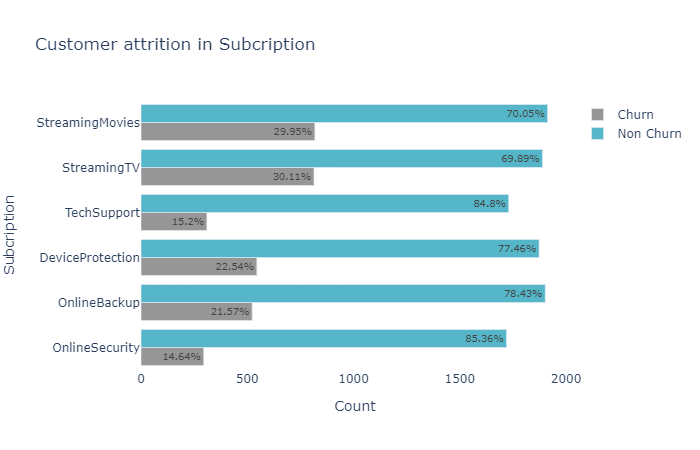 Customer attrition in Subcription
Churn
Non Churn
Subcription
StreamingMovies
70.05%
29.95%
StreamingTV
69.89%
30.11%
TechSupport
84.8%
15.2%
DeviceProtection
77.46%
22.54%
OnlineBackup
78.43%
21.57%
OnlineSecurity
85.36%
14.64%
0 500 1000 1500 2000
Count